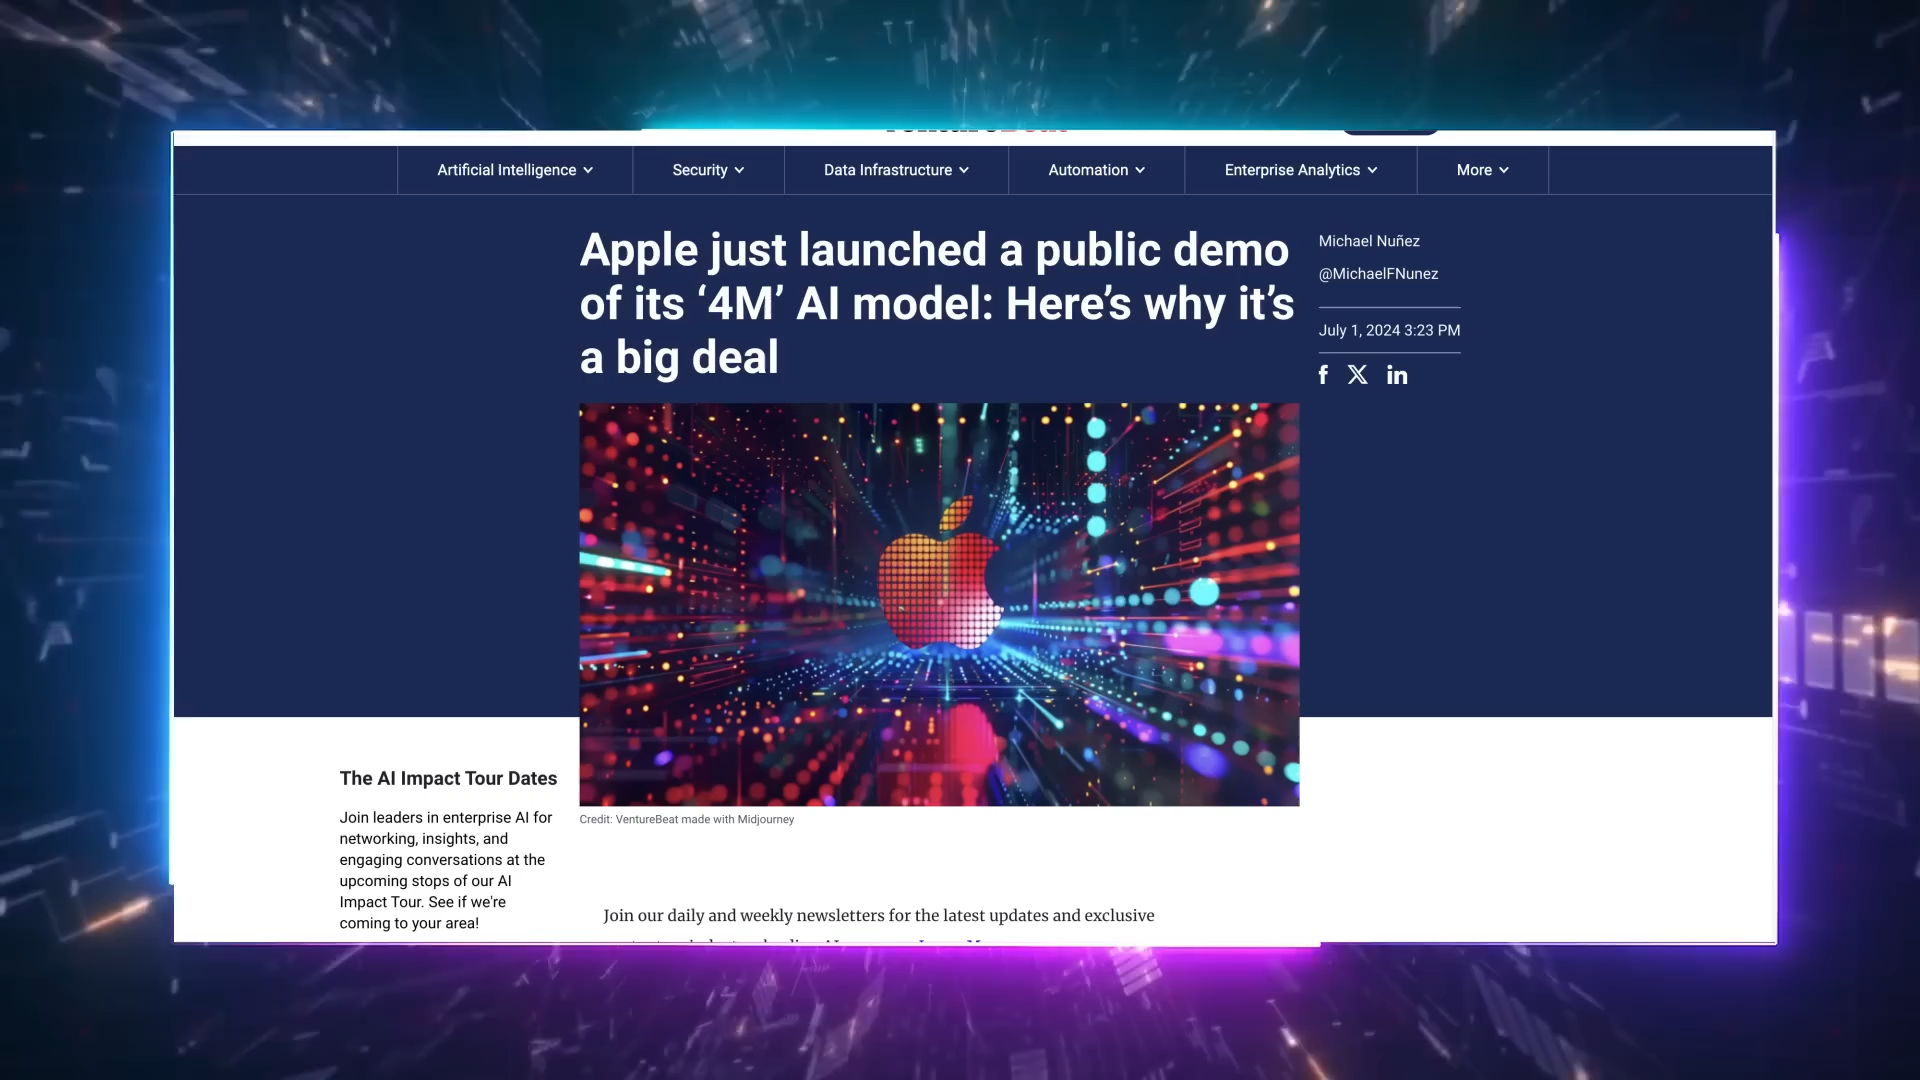 Artificial Intelligence
Security
Data Infrastructure
Automation
Enterprise Analytics
More
Apple just launched a public demo
of its ‘4M’ AI model: Here’s why it’s
a big deal
Michael Nuñez
@MichaelFNunez
July 1, 2024 3:23 PM
f X in
Credit: VentureBeat made with Midjourney
The AI Impact Tour Dates
Join leaders in enterprise AI for
networking, insights, and
engaging conversations at the
upcoming stops of our AI
Impact Tour. See if we're
coming to your area!
Join our daily and weekly newsletters for the latest updates and exclusive